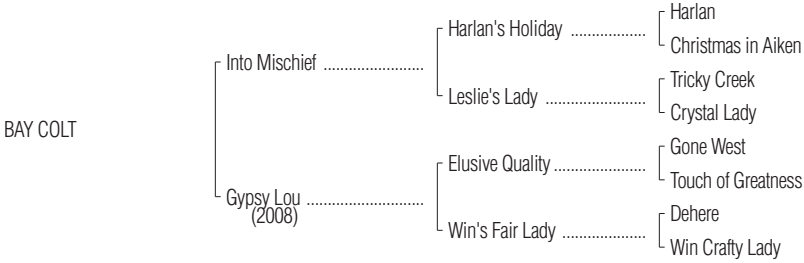 Harlan
Harlan's Holiday ....................
Christmas in Aiken
Into Mischief ..........................
Tricky Creek
Leslie's Lady ...........................
Crystal Lady
BAY COLT
Gone West
Elusive Quality ........................
Touch of Greatness
Gypsy Lou ..............................
(2008)
Dehere
Win's Fair Lady ......................
Win Crafty Lady